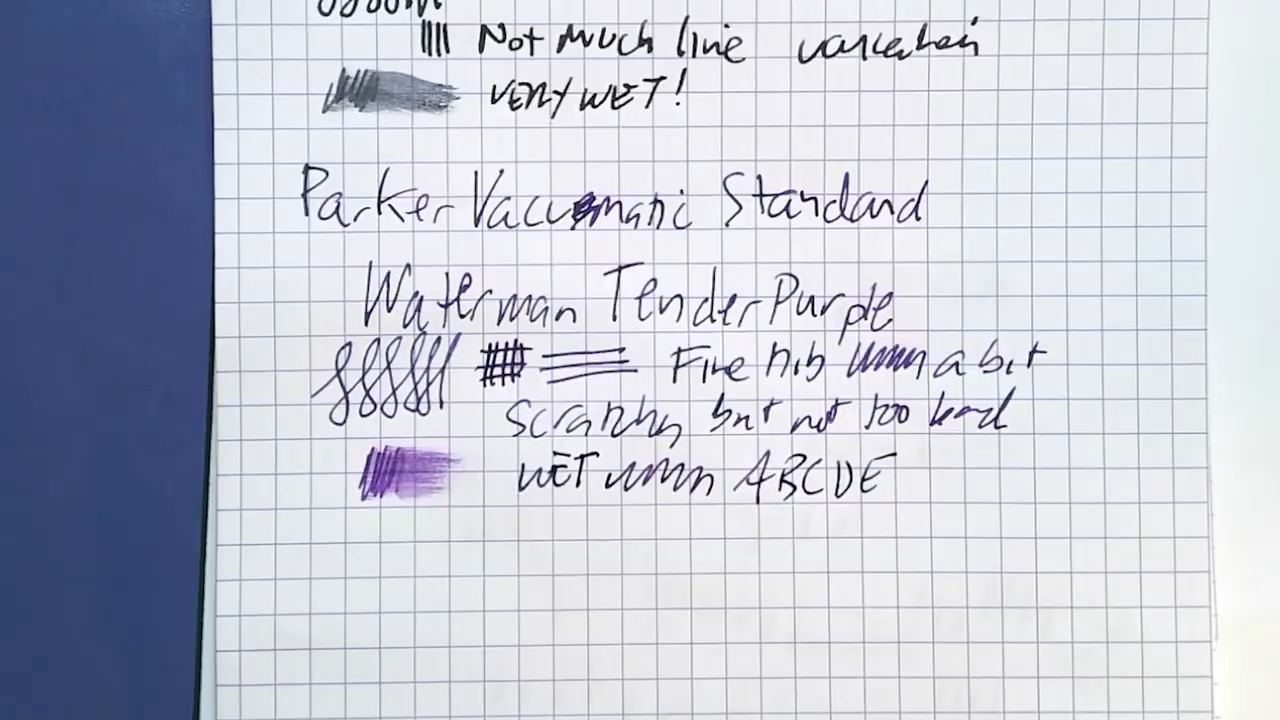 Not much line variation
VERY WET!
Parker Vacumatic Standard
Waterman Tender Purple
Fine nib a bit
scratchy but not too bad
WET ABCDE